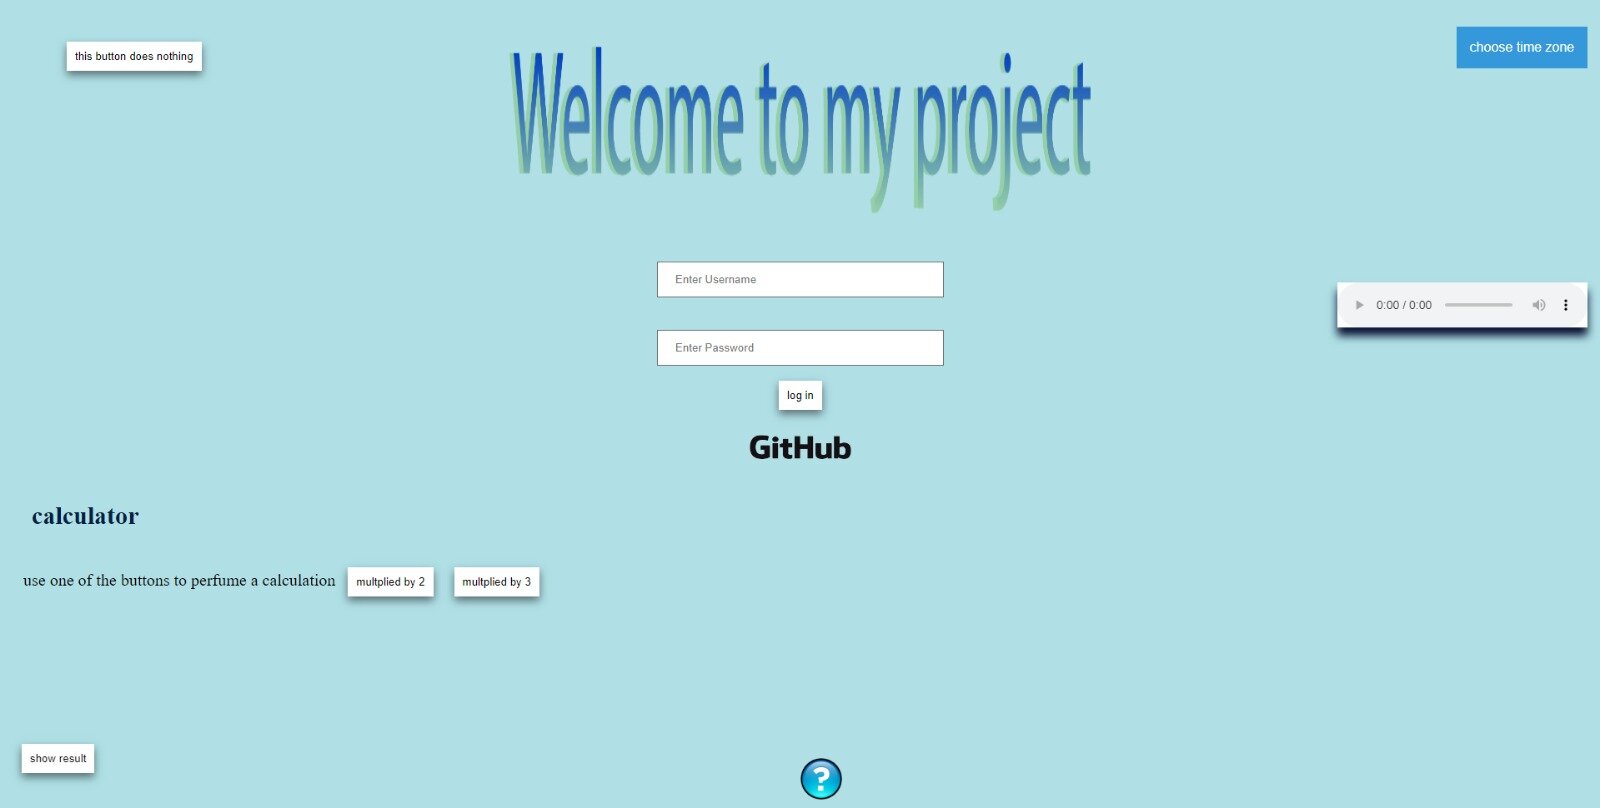 this button does nothing
Welcome to my project
choose time zone
Enter Username
0:00 / 0:00
Enter Password
log in
GitHub
calculator
use one of the buttons to perfume a calculation
multplied by 2
multplied by 3
show result
?